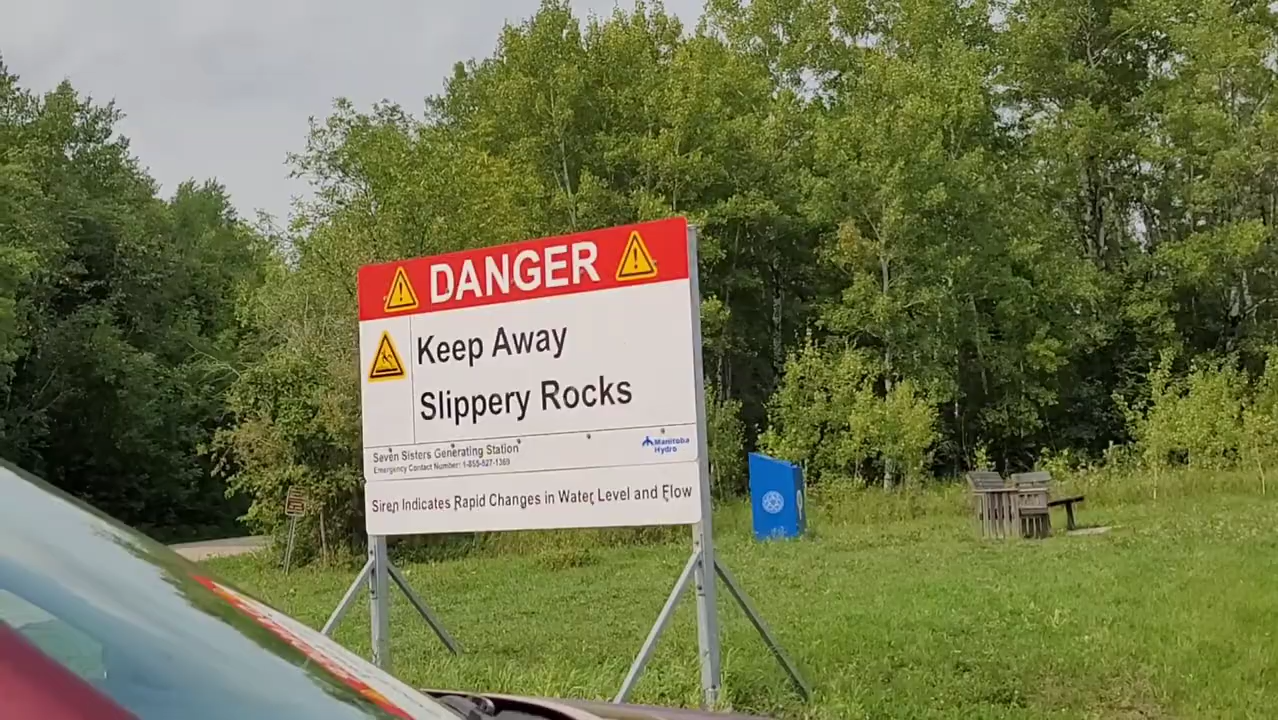 DANGER
Keep Away
Slippery Rocks
Seven Sisters Generating Station
Emergency Contact Number: 1-855-527-1369
Manitoba
Hydro
Siren Indicates Rapid Changes in Water Level and Flow